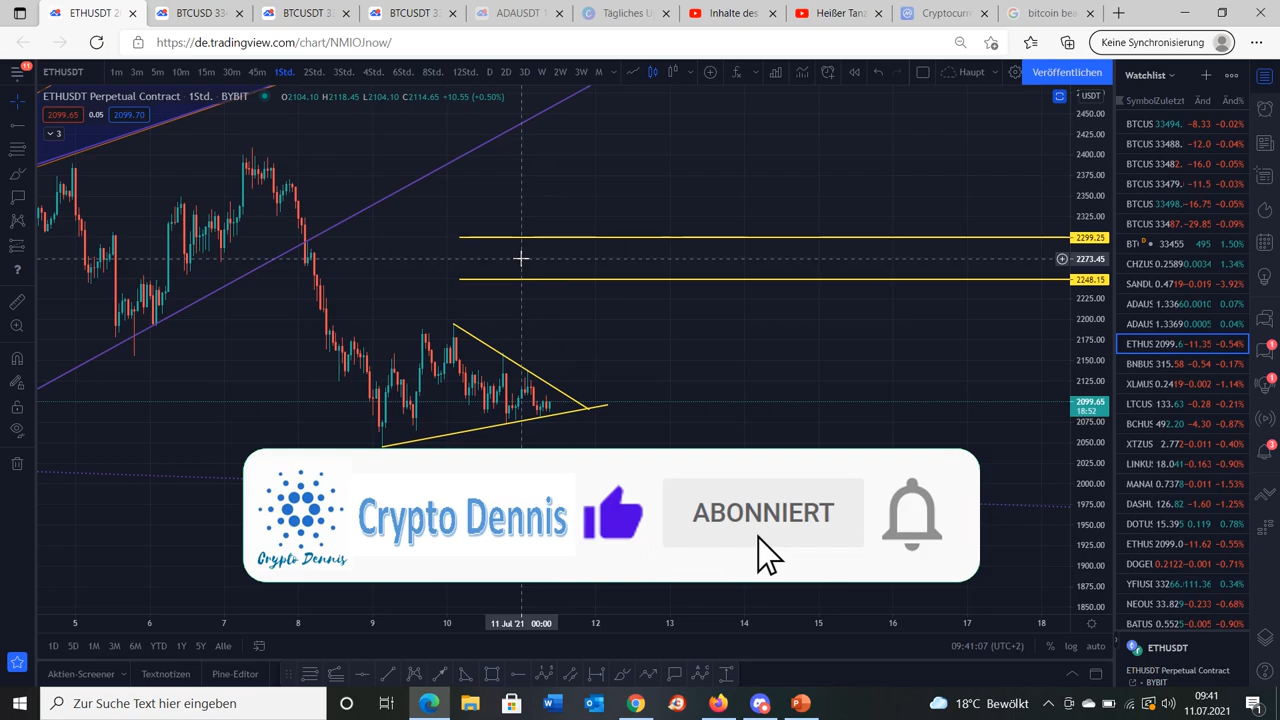 ETHUSDT 20
BTCUSD 33
BTCUSDT 33
BTCUSDT 33
ADAUSDT 1
Tägliches U
Inhalte des
Heißer Tan
Cryptocurr
bitcoin bea
https://de.tradingview.com/chart/NMIOJnow/
Keine Synchronisierung
11
ETHUSDT
1m 3m 5m 10m 15m 30m 45m 1Std. 2Std. 3Std. 4Std. 6Std. 8Std. 12Std. D 2D 3D W 2W 3W M
Haupt
Veröffentlichen
Watchlist
ETHUSDT Perpetual Contract · 1Std. · BYBIT
O2104.10 H2118.45 L2104.10 C2114.65 +10.55 (+0.50%)
2099.65 0.05 2099.70
3
USDT
2450.00
2425.00
2400.00
2375.00
2350.00
2325.00
2299.25
2273.45
2248.15
2225.00
2200.00
2175.00
2150.00
2125.00
2099.65
18:52
2075.00
2050.00
2025.00
2000.00
1975.00
1950.00
1925.00
1900.00
1875.00
1850.00
Symbol Zuletzt Änd Änd%
BTCUS 33494. -8.33 -0.02%
BTCUS 33488. -12.0 -0.04%
BTCUS 33482. -16.0 -0.05%
BTCUS 33479. -11.5 -0.03%
BTCUS 33498. -16.75 -0.05%
BTCUS 33487. -29.85 -0.09%
33455 495 1.50%
CHZUS 0.2589 0.0034 1.34%
SANDL 0.4719 -0.019 -3.92%
ADAUS 1.3366 0.0010 0.07%
ADAUS 1.3369 0.0005 0.04%
ETHUS 2099.6 -11.35 -0.54%
BNBUS 315.58 -0.54 -0.17%
XLMUS 0.2419 -0.002 -1.14%
LTCUS 133.63 -0.28 -0.21%
BCHUS 492.20 -4.30 -0.87%
XTZUS 2.772 -0.011 -0.40%
LINKU 18.041 -0.163 -0.90%
MANAI 0.7378 -0.011 -1.53%
DASHL 126.82 -1.60 -1.25%
DOTUS 15.395 0.119 0.78%
ETHUS 2099.0 -11.62 -0.55%
DOGEI 0.2122 -0.001 -0.71%
YFIUS 33266. 111.36 0.34%
NEOUS 33.829 -0.233 -0.68%
BATUS 0.552 -0.005 -0.90%
Crypto Dennis
Crypto Dennis
ABONNIERT
5 6 7 8 9 10 11 Jul '21 00:00 12 13 14 15 16 17 18
1D 5D 1M 3M 6M YTD 1Y 5Y Alle
09:41:07 (UTC+2) % log auto
ETHUSDT
ETHUSDT Perpetual Contract
BYBIT
Aktien-Screener
Textnotizen
Pine-Editor
1
1
3
Zur Suche Text hier eingeben
18°C Bewölkt
09:41
11.07.2021